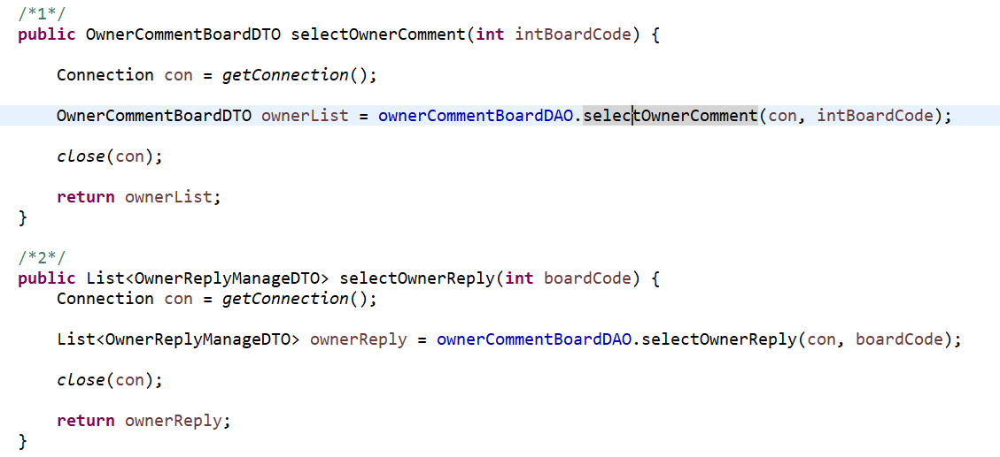 /*1*/
public OwnerCommentBoardDTO selectOwnerComment(int intBoardCode) {
Connection con = getConnection();
OwnerCommentBoardDTO ownerList = ownerCommentBoardDAO.selectOwnerComment(con, intBoardCode);
close(con);
return ownerList;
}
/*2*/
public List<OwnerReplyManageDTO> selectOwnerReply(int boardCode) {
Connection con = getConnection();
List<OwnerReplyManageDTO> ownerReply = ownerCommentBoardDAO.selectOwnerReply(con, boardCode);
close(con);
return ownerReply;
}